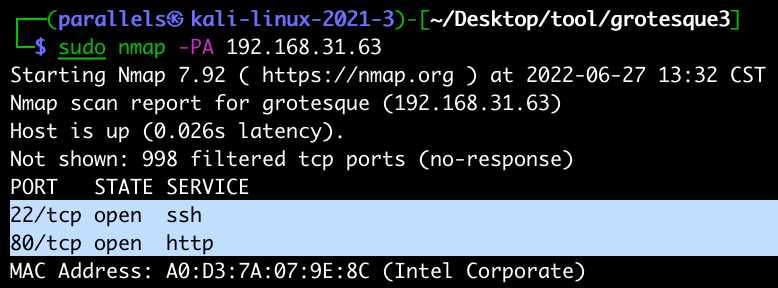 ┌──(parallels㉿kali-linux-2021-3)-[~/Desktop/tool/grotesque3]
└─$ sudo nmap -PA 192.168.31.63
Starting Nmap 7.92 ( https://nmap.org ) at 2022-06-27 13:32 CST
Nmap scan report for grotesque (192.168.31.63)
Host is up (0.026s latency).
Not shown: 998 filtered tcp ports (no-response)
PORT   STATE SERVICE
22/tcp open  ssh
80/tcp open  http
MAC Address: A0:D3:7A:07:9E:8C (Intel Corporate)